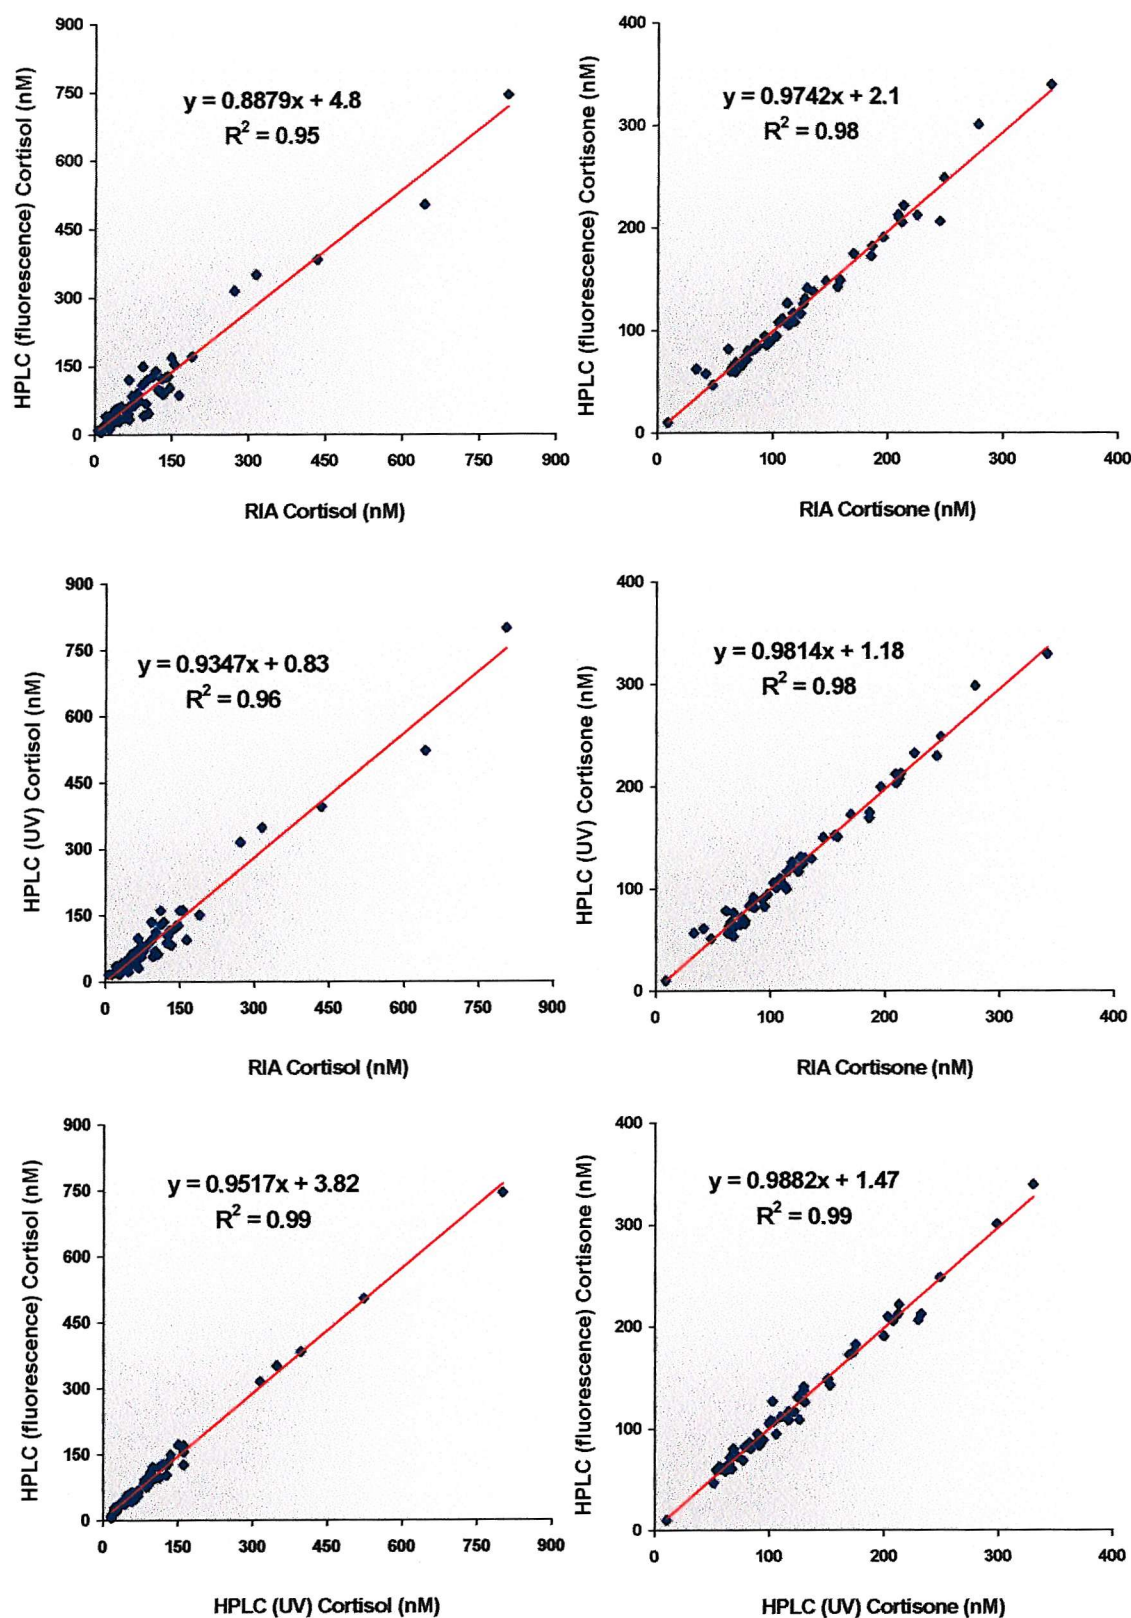 HPLC (fluorescence) Cortisol (nM)
900
750
600
450
300
150
0
y = 0.8879x + 4.8
R² = 0.95
0 150 300 450 600 750 900
RIA Cortisol (nM)
HPLC (fluorescence) Cortisone (nM)
400
300
200
100
0
y = 0.9742x + 2.1
R² = 0.98
0 100 200 300 400
RIA Cortisone (nM)
HPLC (UV) Cortisol (nM)
900
750
600
450
300
150
0
y = 0.9347x + 0.83
R² = 0.96
0 150 300 450 600 750 900
RIA Cortisol (nM)
HPLC (UV) Cortisone (nM)
400
300
200
100
0
y = 0.9814x + 1.18
R² = 0.98
0 100 200 300 400
RIA Cortisone (nM)
HPLC (fluorescence) Cortisol (nM)
900
750
600
450
300
150
0
y = 0.9517x + 3.82
R² = 0.99
0 150 300 450 600 750 900
HPLC (UV) Cortisol (nM)
HPLC (fluorescence) Cortisone (nM)
400
300
200
100
0
y = 0.9882x + 1.47
R² = 0.99
0 100 200 300 400
HPLC (UV) Cortisone (nM)